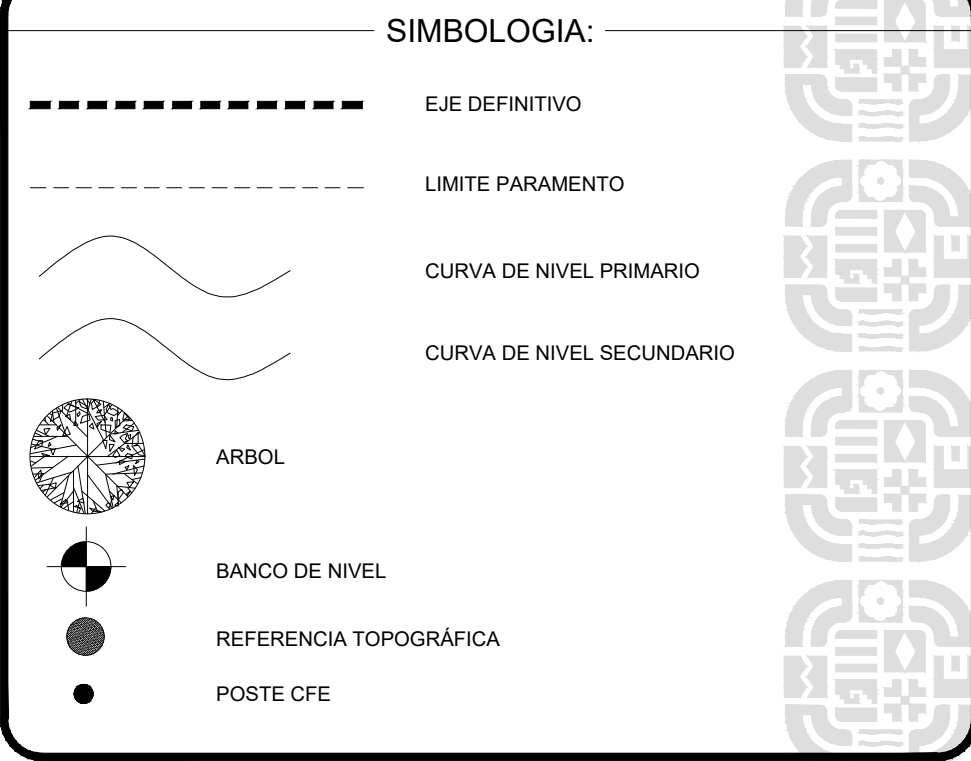 SIMBOLOGIA:
EJE DEFINITIVO
LIMITE PARAMENTO
CURVA DE NIVEL PRIMARIO
CURVA DE NIVEL SECUNDARIO
ARBOL
BANCO DE NIVEL
REFERENCIA TOPOGRÁFICA
POSTE CFE